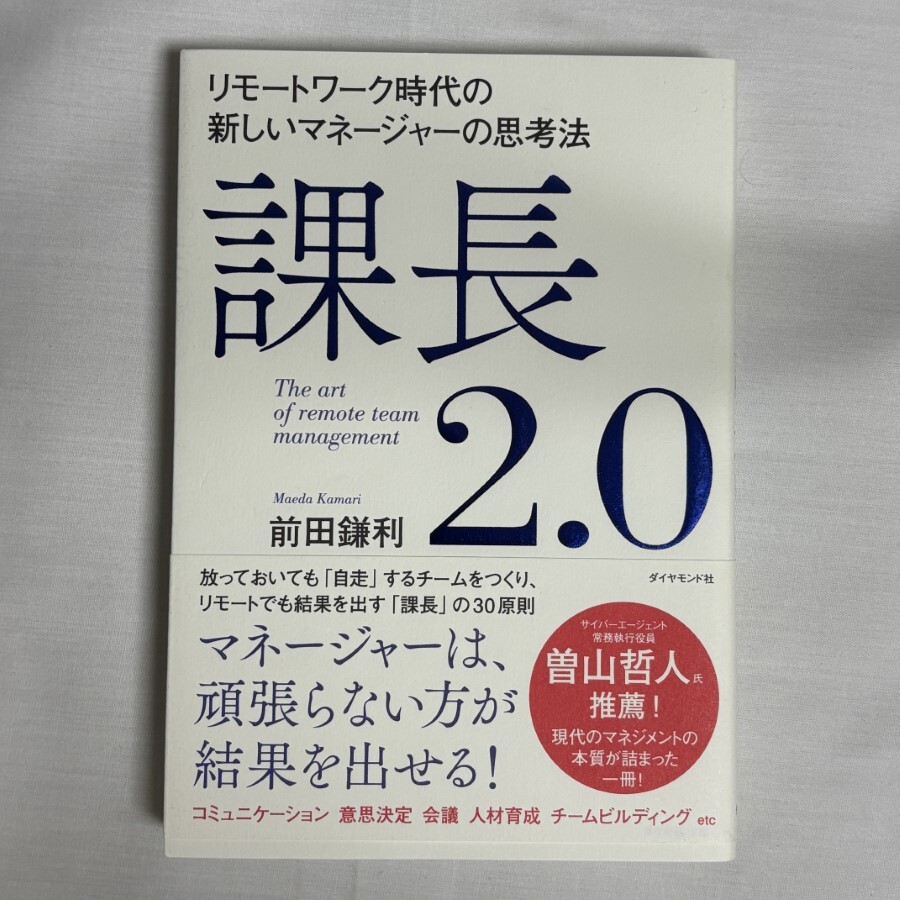 リモートワーク時代の
新しいマネージャーの思考法
課長
2.0
The art
of remote team
management
Maeda Kamari
前田鎌利
ダイヤモンド社
放っておいても「自走」するチームをつくり、
リモートでも結果を出す「課長」の30原則
マネージャーは、
頑張らない方が
結果を出せる!
サイバーエージェント
常務執行役員
曽山哲人氏
推薦!
現代のマネジメントの
本質が詰まった
一冊!
コミュニケーション 意思決定 会議 人材育成 チームビルディング etc